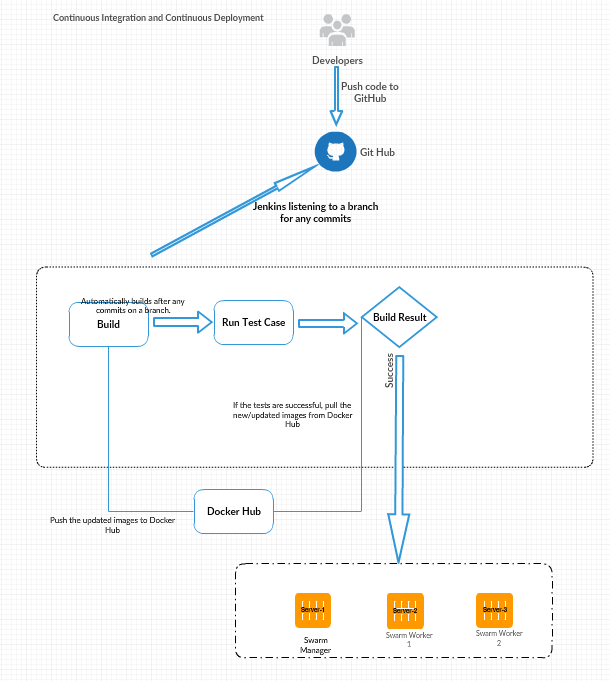 Continuous Integration and Continuous Deployment
Developers
Push code to
GitHub
Git Hub
Jenkins listening to a branch
for any commits
Automatically builds after any
commits on a branch.
Build
Run Test Case
Build Result
Success
If the tests are successful, pull the
new/updated images from Docker
Hub
Docker Hub
Push the updated images to Docker
Hub
Server-1
Server-2
Server-3
Swarm
Manager
Swarm Worker
1
Swarm Worker
2